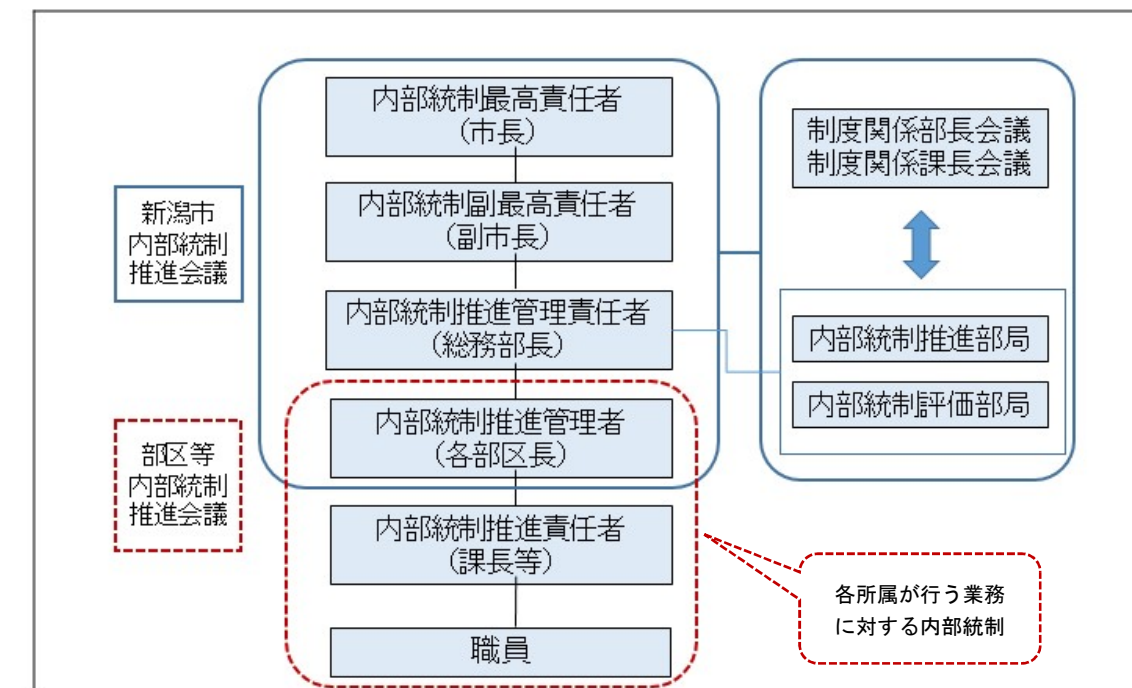 新潟市
内部統制
推進会議
部区等
内部統制
推進会議
内部統制最高責任者
（市長）
内部統制副最高責任者
（副市長）
内部統制推進管理責任者
（総務部長）
内部統制推進管理者
（各部区長）
内部統制推進責任者
（課長等）
職員
制度関係部長会議
制度関係課長会議
内部統制推進部局
内部統制評価部局
各所属が行う業務
に対する内部統制